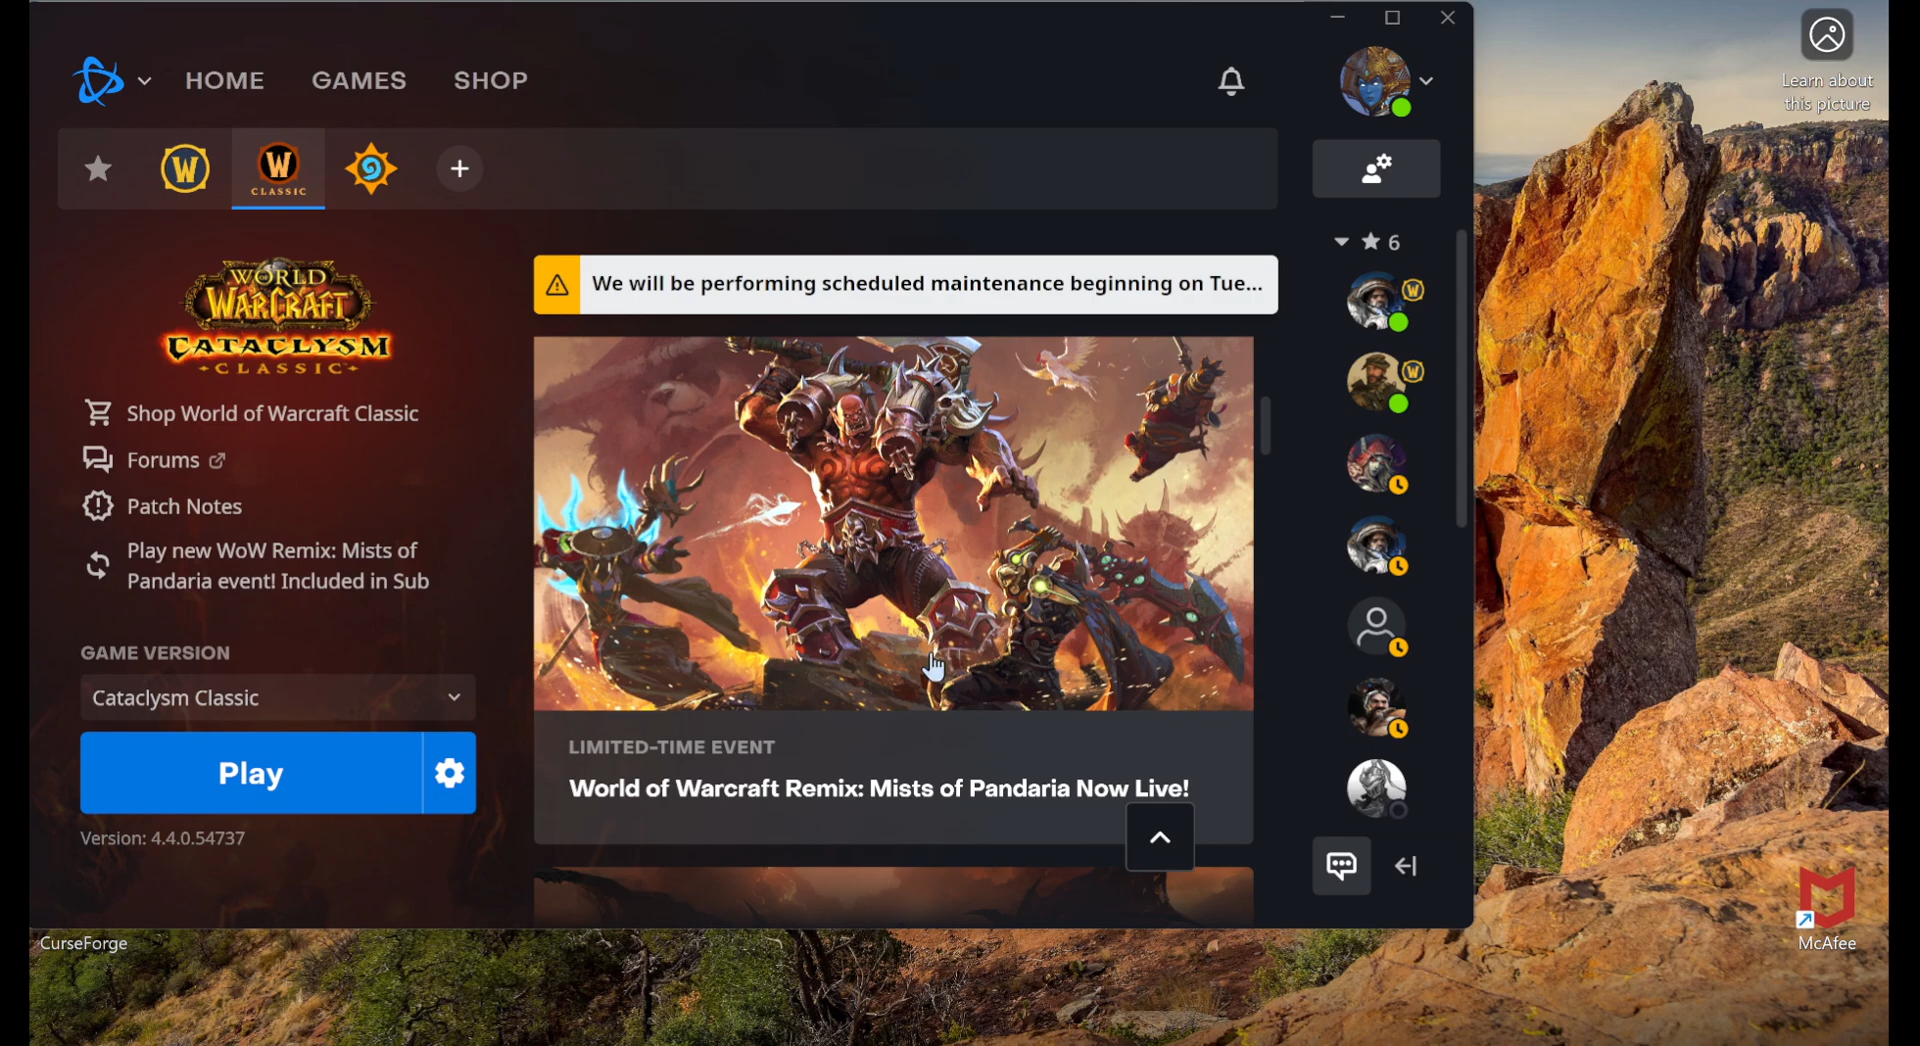 HOME GAMES SHOP
Learn about
this picture
CLASSIC
6
WORLD
WARCRAFT
CATACLYSM
CLASSIC
We will be performing scheduled maintenance beginning on Tue...
Shop World of Warcraft Classic
Forums
Patch Notes
Play new WoW Remix: Mists of
Pandaria event! Included in Sub
GAME VERSION
Cataclysm Classic
Play
Version: 4.4.0.54737
LIMITED-TIME EVENT
World of Warcraft Remix: Mists of Pandaria Now Live!
CurseForge
McAfee